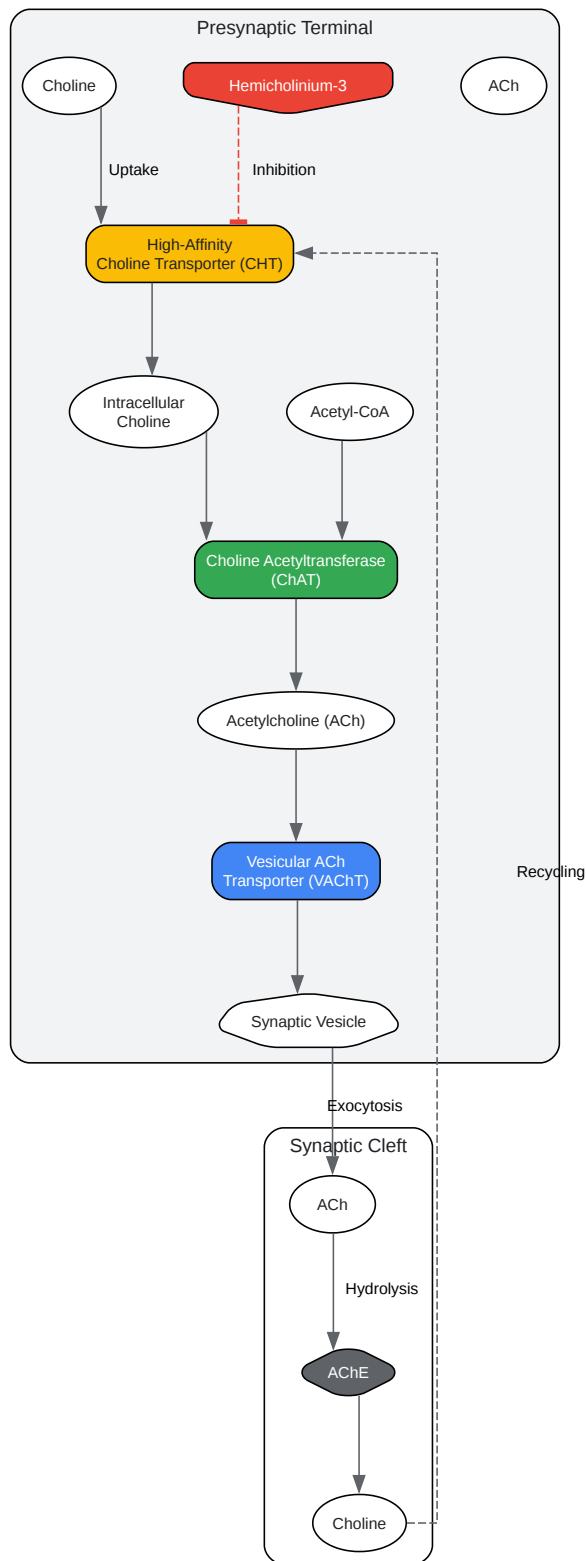 Presynaptic Terminal
Choline
Hemicholinium-3
ACh
Uptake
Inhibition
High-Affinity
Choline Transporter (CHT)
Intracellular
Choline
Acetyl-CoA
Choline Acetyltransferase
(ChAT)
Acetylcholine (ACh)
Vesicular ACh
Transporter (VAChT)
Recycling
Synaptic Vesicle
Exocytosis
Synaptic Cleft
ACh
Hydrolysis
AChE
Choline